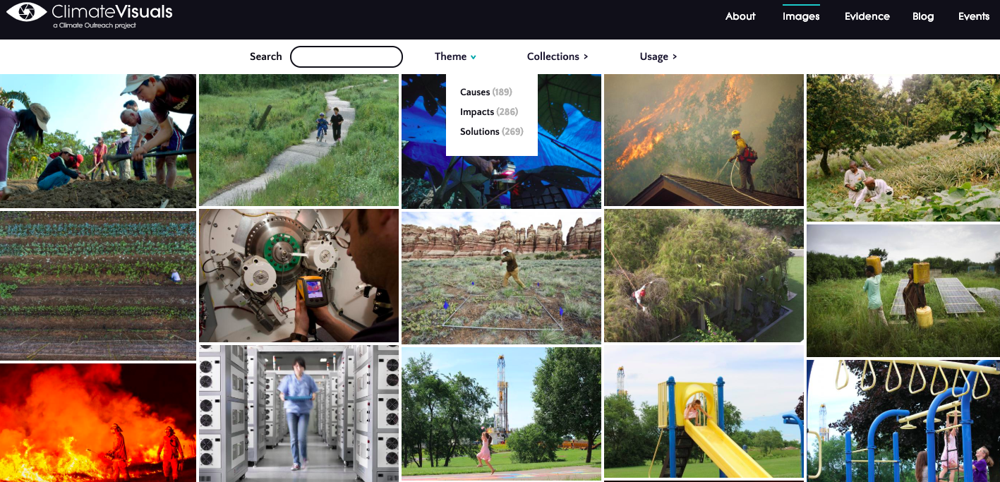 ClimateVisuals
a Climate Outreach project
About
Images
Evidence
Blog
Events
Search
Theme
Collections >
Usage >
Causes (189)
Impacts (286)
Solutions (269)